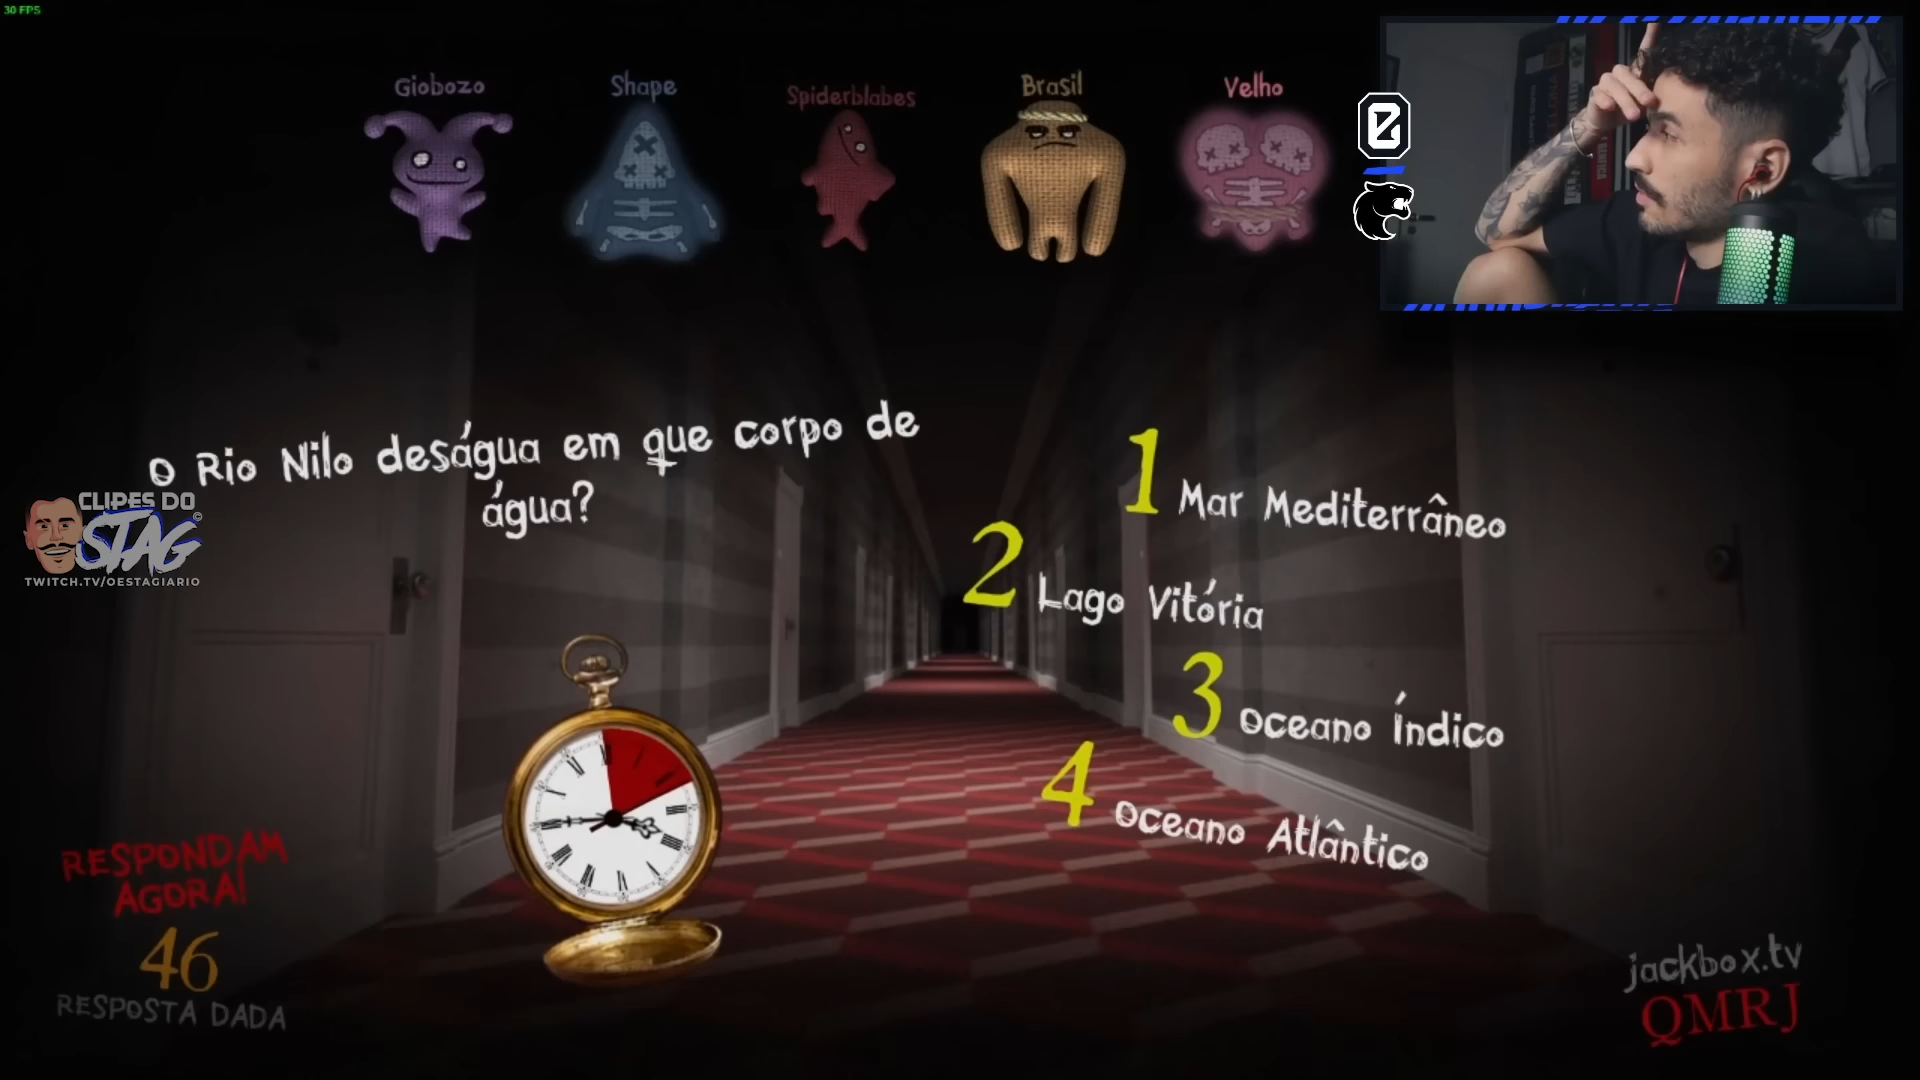 30 FPS
Giobozo
Shape
Spiderblabes
Brasil
Velho
O Rio Nilo deságua em que corpo de
água?
1 Mar Mediterrâneo
2 Lago Vitória
3 Oceano Índico
4 Oceano Atlântico
CLIPES DO
STAG
TWITCH.TV/OESTAGIARIO
RESPONDAM
AGORA!
46
RESPOSTA DADA
jackbox.tv
QMRJ